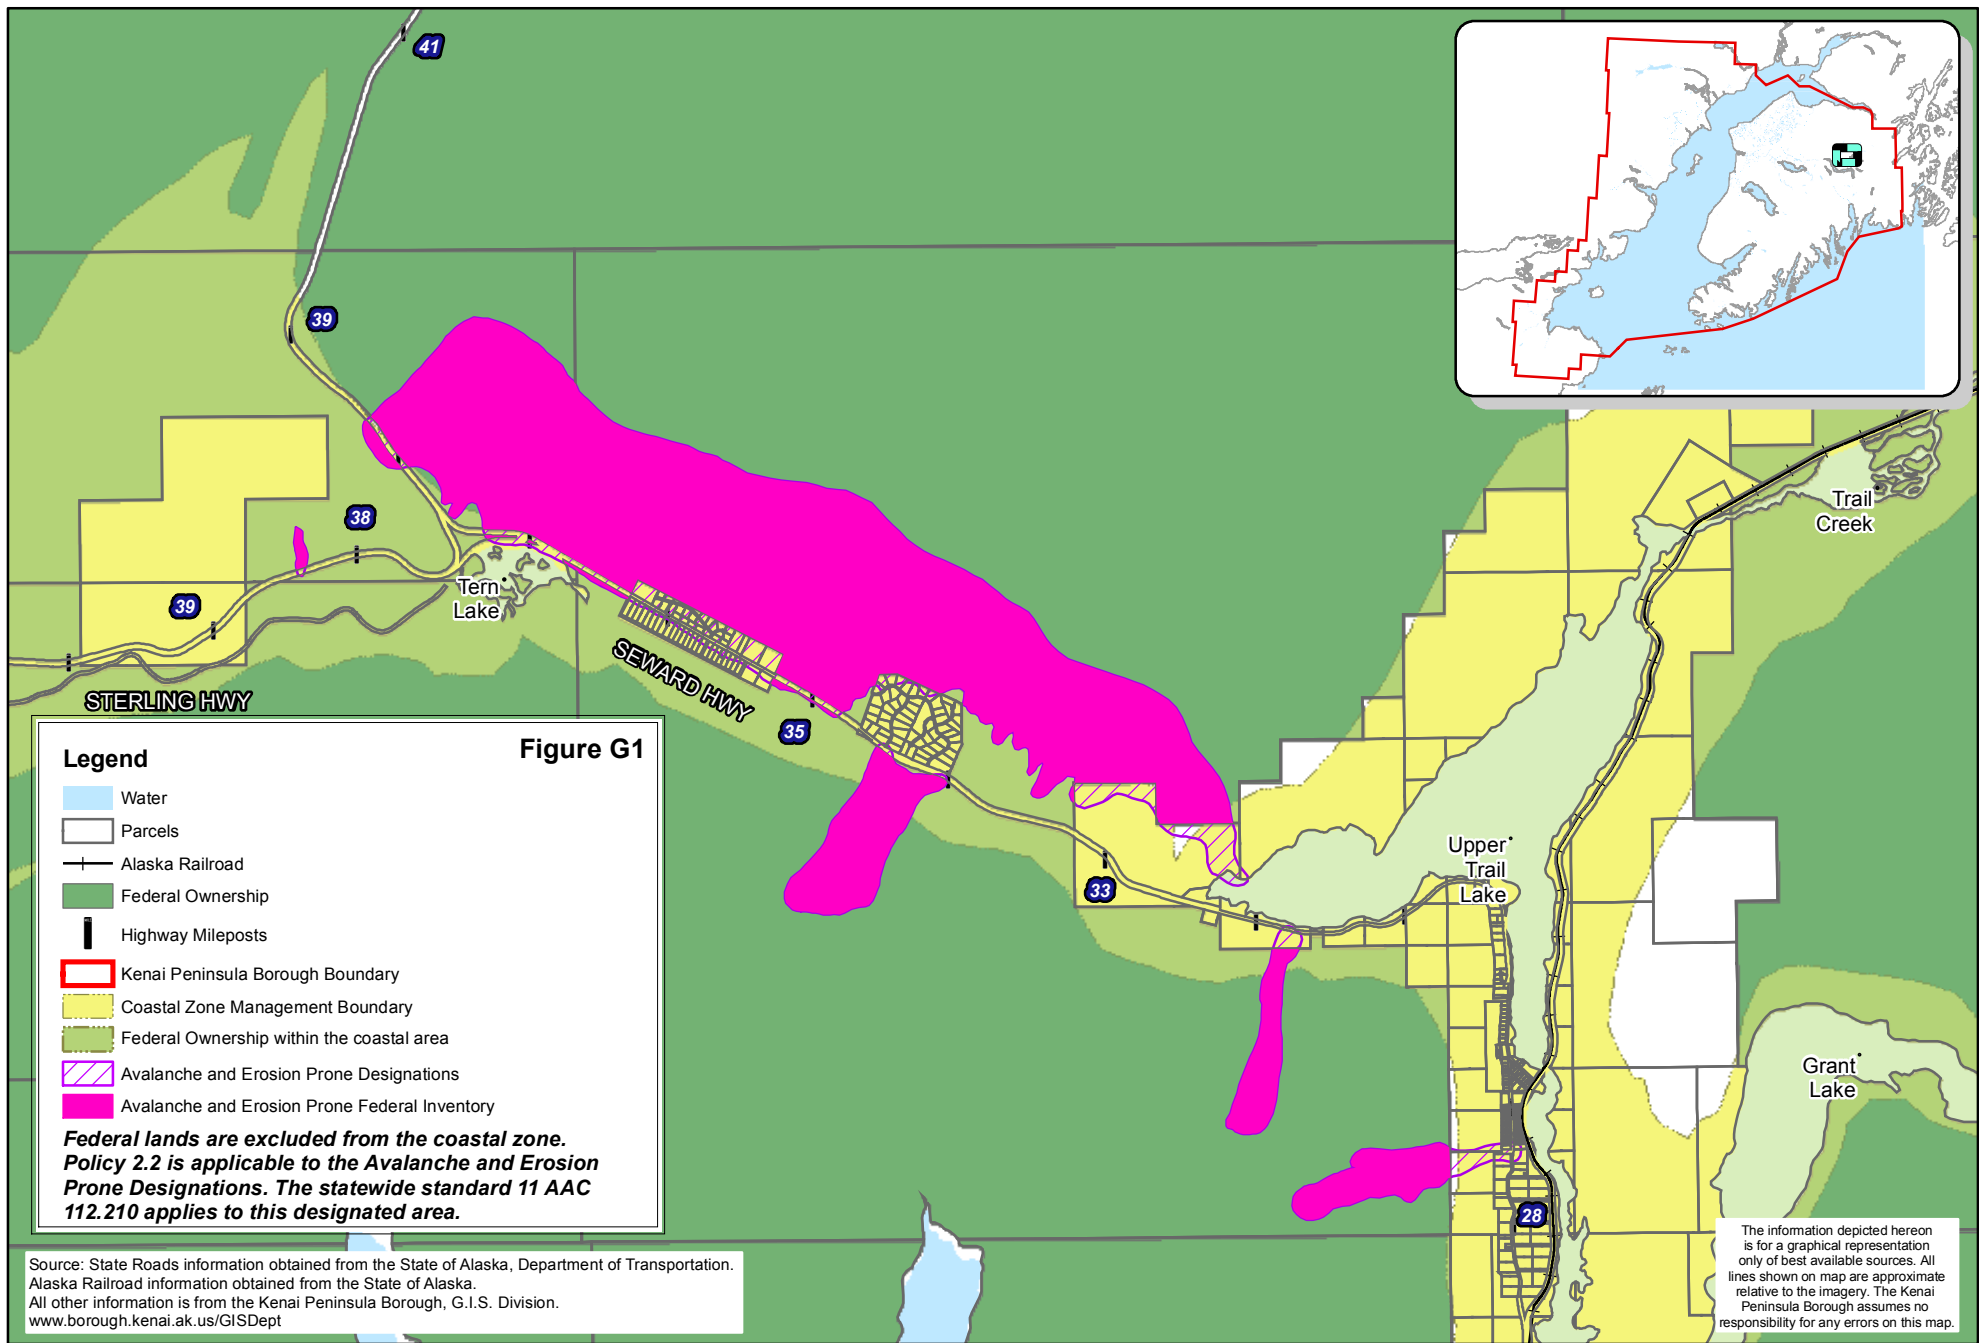 41
39
38
39
Tern
Lake
STERLING HWY
SEWARD HWY
35
33
Trail
Creek
Upper
Trail
Lake
Grant
Lake
28
Figure G1
Legend
Water
Parcels
Alaska Railroad
Federal Ownership
Highway Mileposts
Kenai Peninsula Borough Boundary
Coastal Zone Management Boundary
Federal Ownership within the coastal area
Avalanche and Erosion Prone Designations
Avalanche and Erosion Prone Federal Inventory
Federal lands are excluded from the coastal zone.
Policy 2.2 is applicable to the Avalanche and Erosion
Prone Designations. The statewide standard 11 AAC
112.210 applies to this designated area.
Source: State Roads information obtained from the State of Alaska, Department of Transportation.
Alaska Railroad information obtained from the State of Alaska.
All other information is from the Kenai Peninsula Borough, G.I.S. Division.
www.borough.kenai.ak.us/GISDept
The information depicted hereon
is for a graphical representation
only of best available sources. All
lines shown on map are approximate
relative to the imagery. The Kenai
Peninsula Borough assumes no
responsibility for any errors on this map.